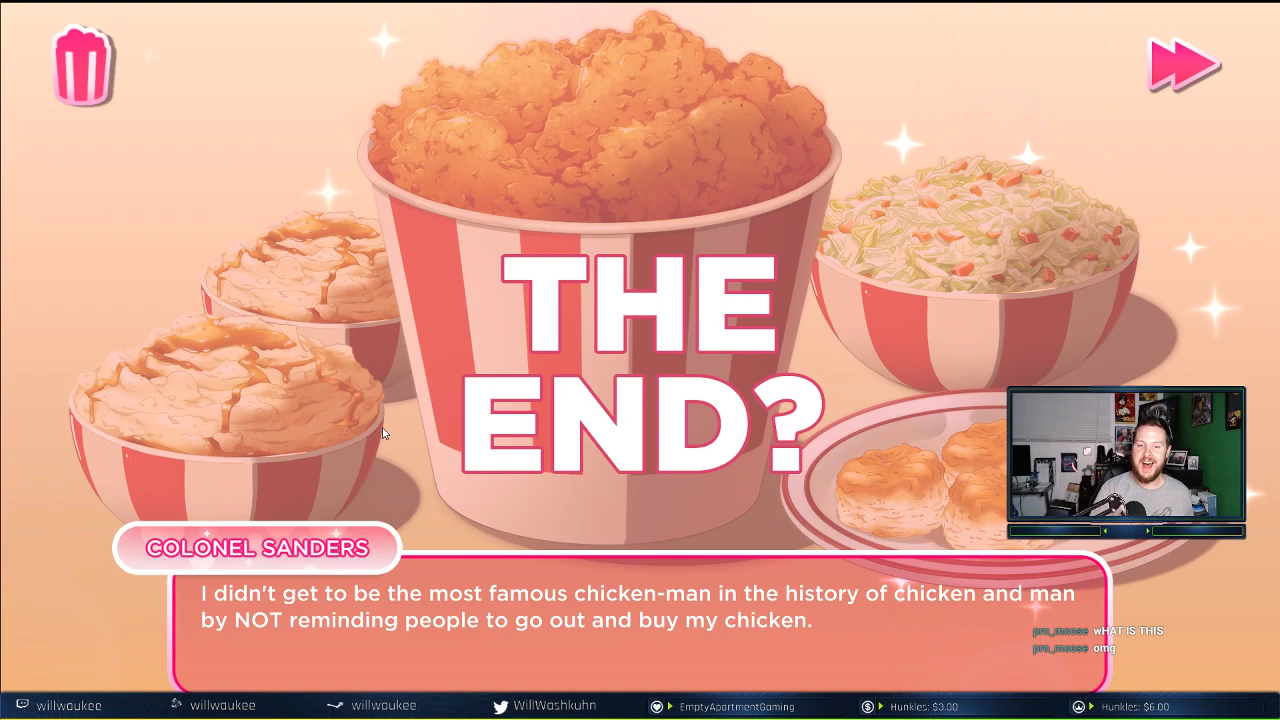 THE
END?
COLONEL SANDERS
I didn't get to be the most famous chicken-man in the history of chicken and man
by NOT reminding people to go out and buy my chicken.
pro_moose wHAT IS THIS
pro_moose omg
willwaukee
willwaukee
willwaukee
WillWashkuhn
EmptyApartmentGaming
Hunkles: $3.00
Hunkles: $6.00